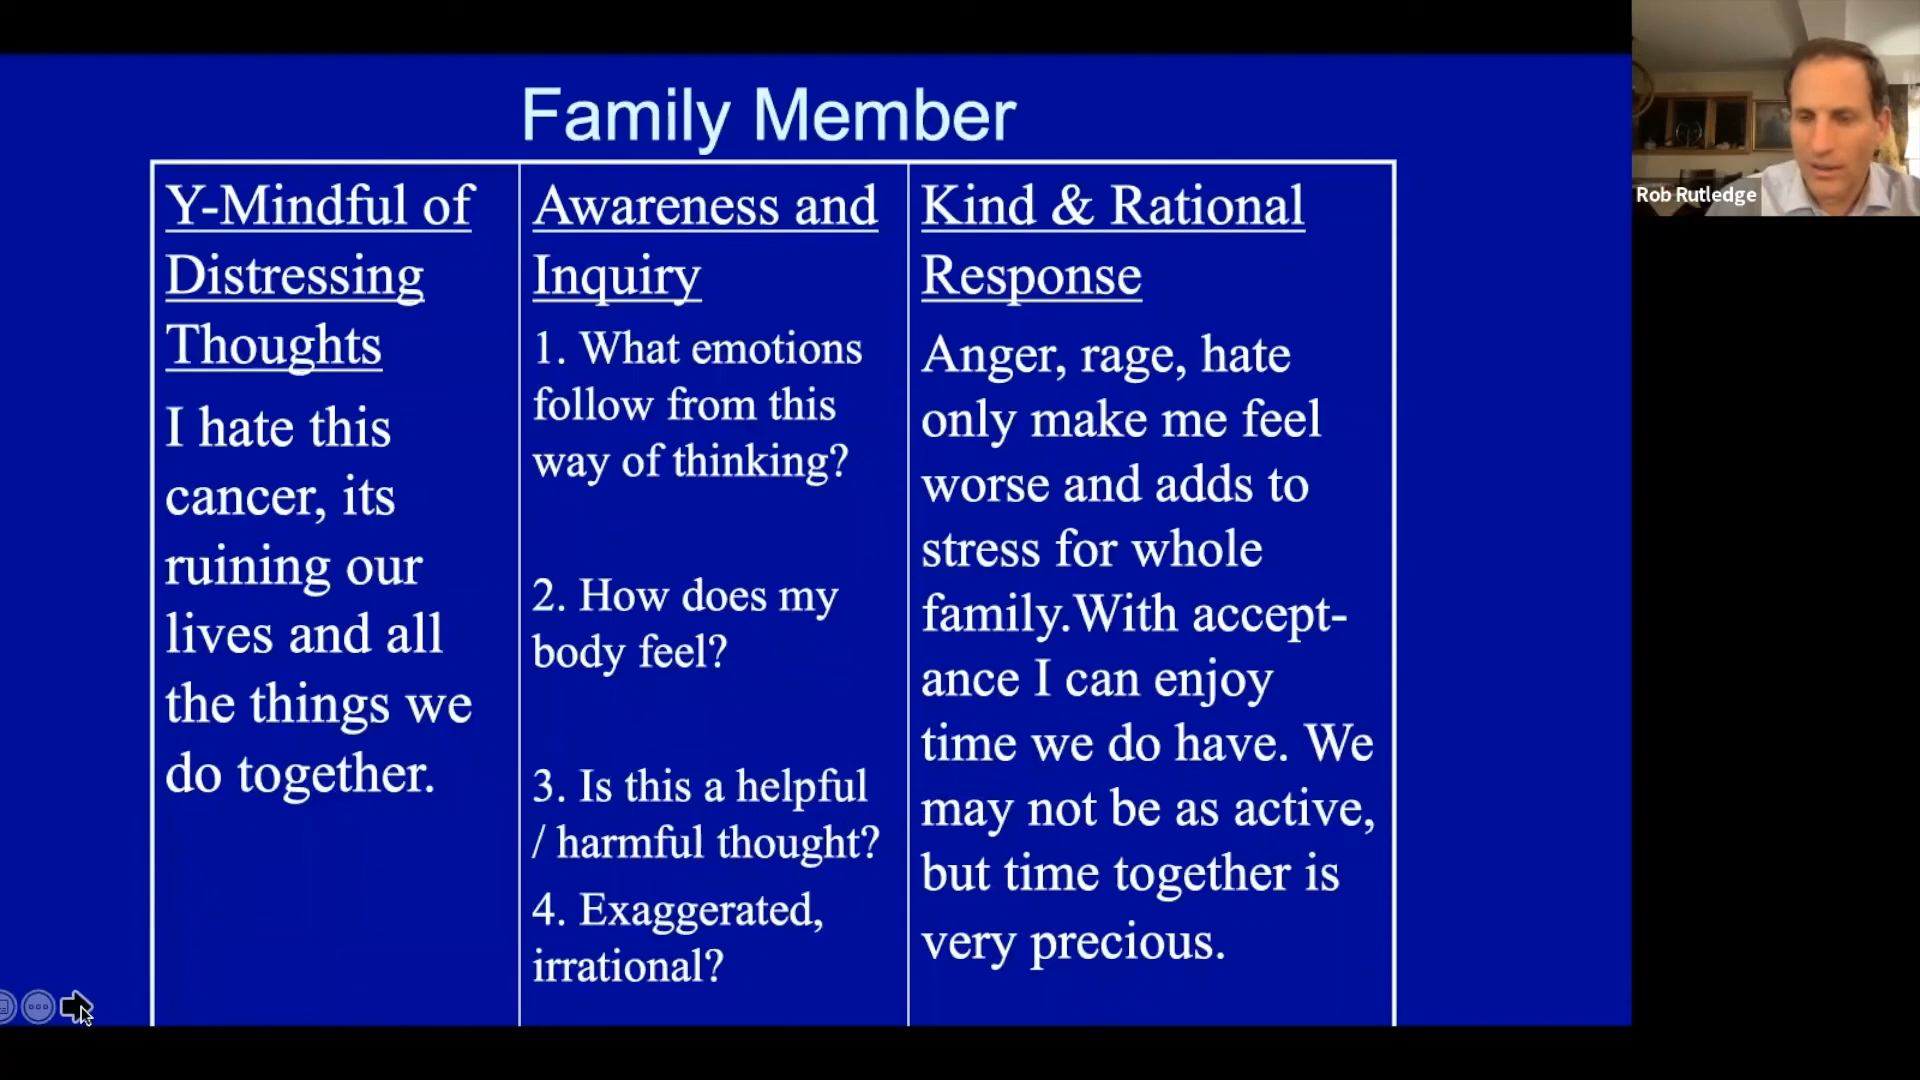 Family Member
Y-Mindful of
Distressing
Thoughts
I hate this
cancer, its
ruining our
lives and all
the things we
do together.
Awareness and
Inquiry
1. What emotions
follow from this
way of thinking?
2. How does my
body feel?
3. Is this a helpful
/ harmful thought?
4. Exaggerated,
irrational?
Kind & Rational
Response
Anger, rage, hate
only make me feel
worse and adds to
stress for whole
family.With accept-
ance I can enjoy
time we do have. We
may not be as active,
but time together is
very precious.
Rob Rutledge